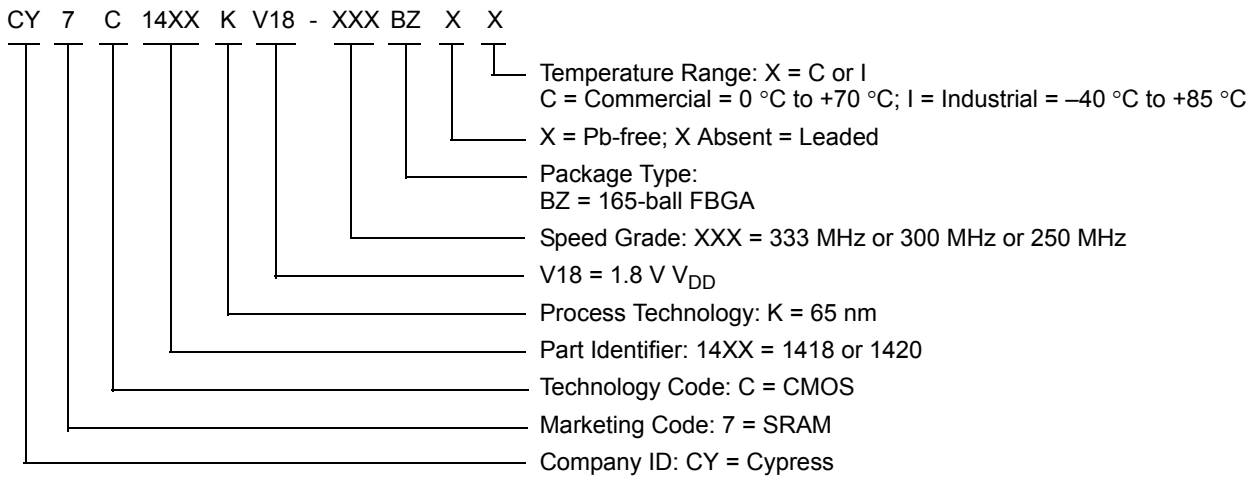 CY 7 C 14XX K V18 - XXX BZ X X
Temperature Range: X = C or I
C = Commercial = 0 °C to +70 °C; I = Industrial = –40 °C to +85 °C
X = Pb-free; X Absent = Leaded
Package Type:
BZ = 165-ball FBGA
Speed Grade: XXX = 333 MHz or 300 MHz or 250 MHz
V18 = 1.8 V VDD
Process Technology: K = 65 nm
Part Identifier: 14XX = 1418 or 1420
Technology Code: C = CMOS
Marketing Code: 7 = SRAM
Company ID: CY = Cypress